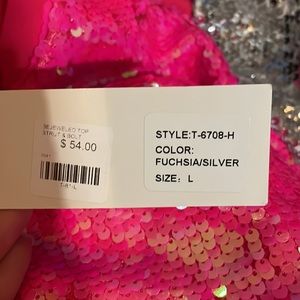 BEJEWELED TOP
STRUT & BOLT
$ 54.00
STYLE:T-6708-H
COLOR:
FUCHSIA/SILVER
SIZE: L